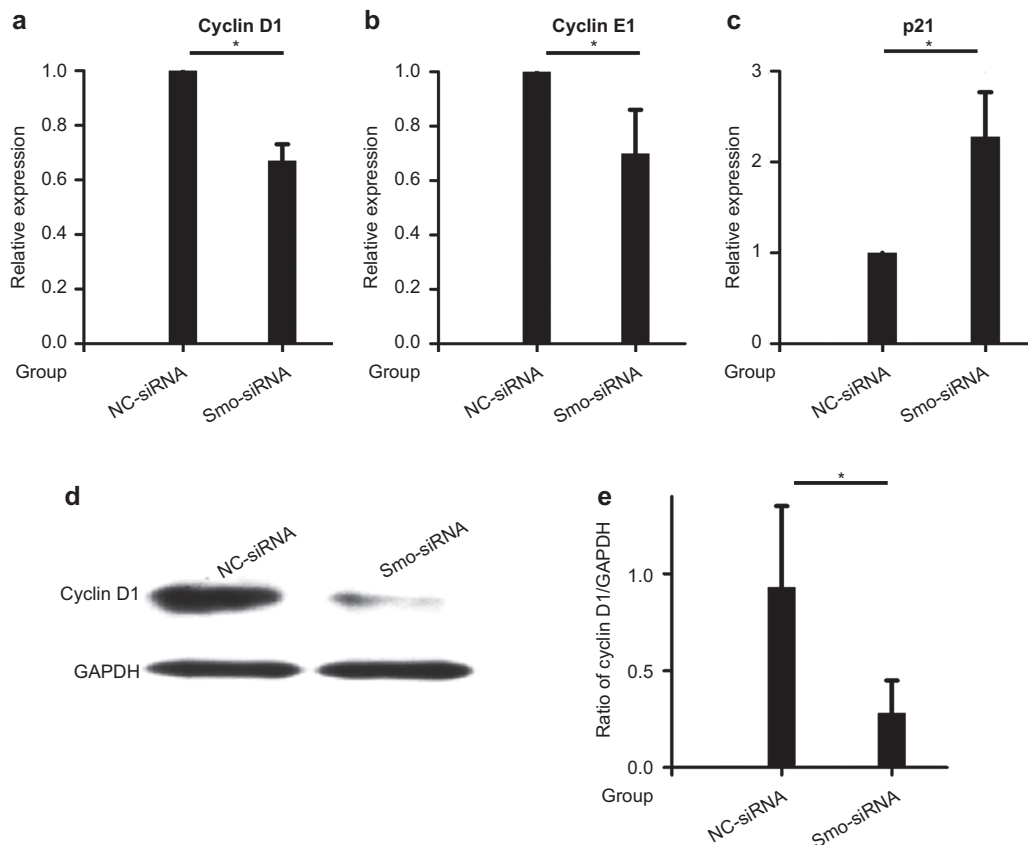 a
Cyclin D1
*
Relative expression
1.0
0.8
0.6
0.4
0.2
0.0
Group
NC-siRNA
Smo-siRNA
b
Cyclin E1
*
Relative expression
1.0
0.8
0.6
0.4
0.2
0.0
Group
NC-siRNA
Smo-siRNA
c
p21
*
Relative expression
3
2
1
0
Group
NC-siRNA
Smo-siRNA
d
NC-siRNA
Smo-siRNA
Cyclin D1
GAPDH
e
*
Ratio of cyclin D1/GAPDH
1.0
0.5
0.0
Group
NC-siRNA
Smo-siRNA